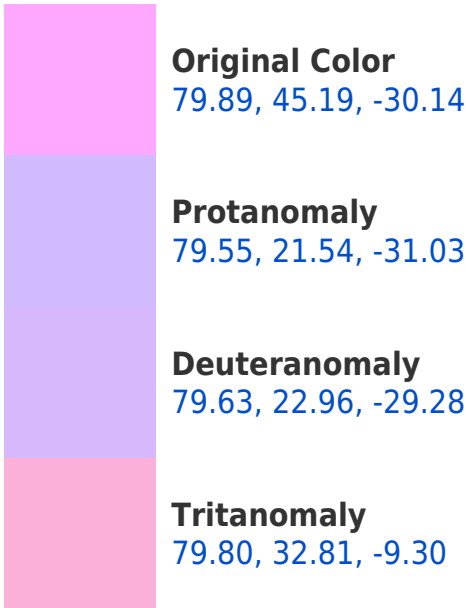 Original Color
79.89, 45.19, -30.14
Protanomaly
79.55, 21.54, -31.03
Deuteranomaly
79.63, 22.96, -29.28
Tritanomaly
79.80, 32.81, -9.30